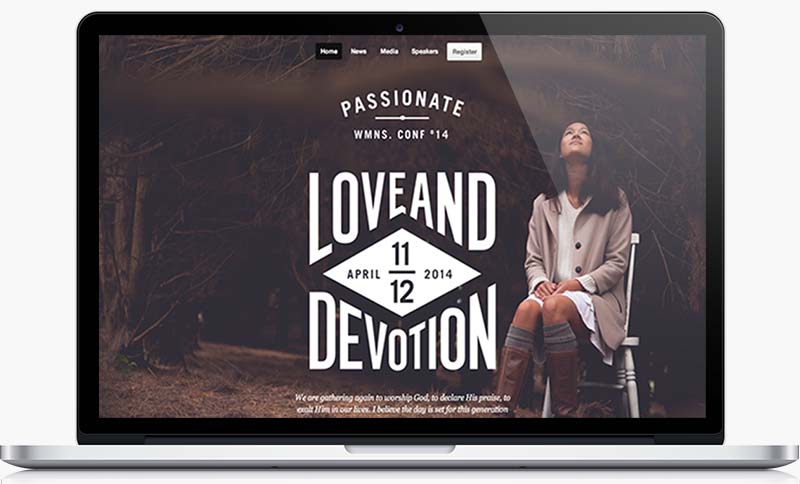 Home News Media Speakers Register
PASSIONATE
WMNS. CONF º14
LOVE AND
APRIL 11 12 2014
DEVOTION
We are gathering again to worship God, to declare His praise, to
exalt Him in our lives. I believe the day is set for this generation